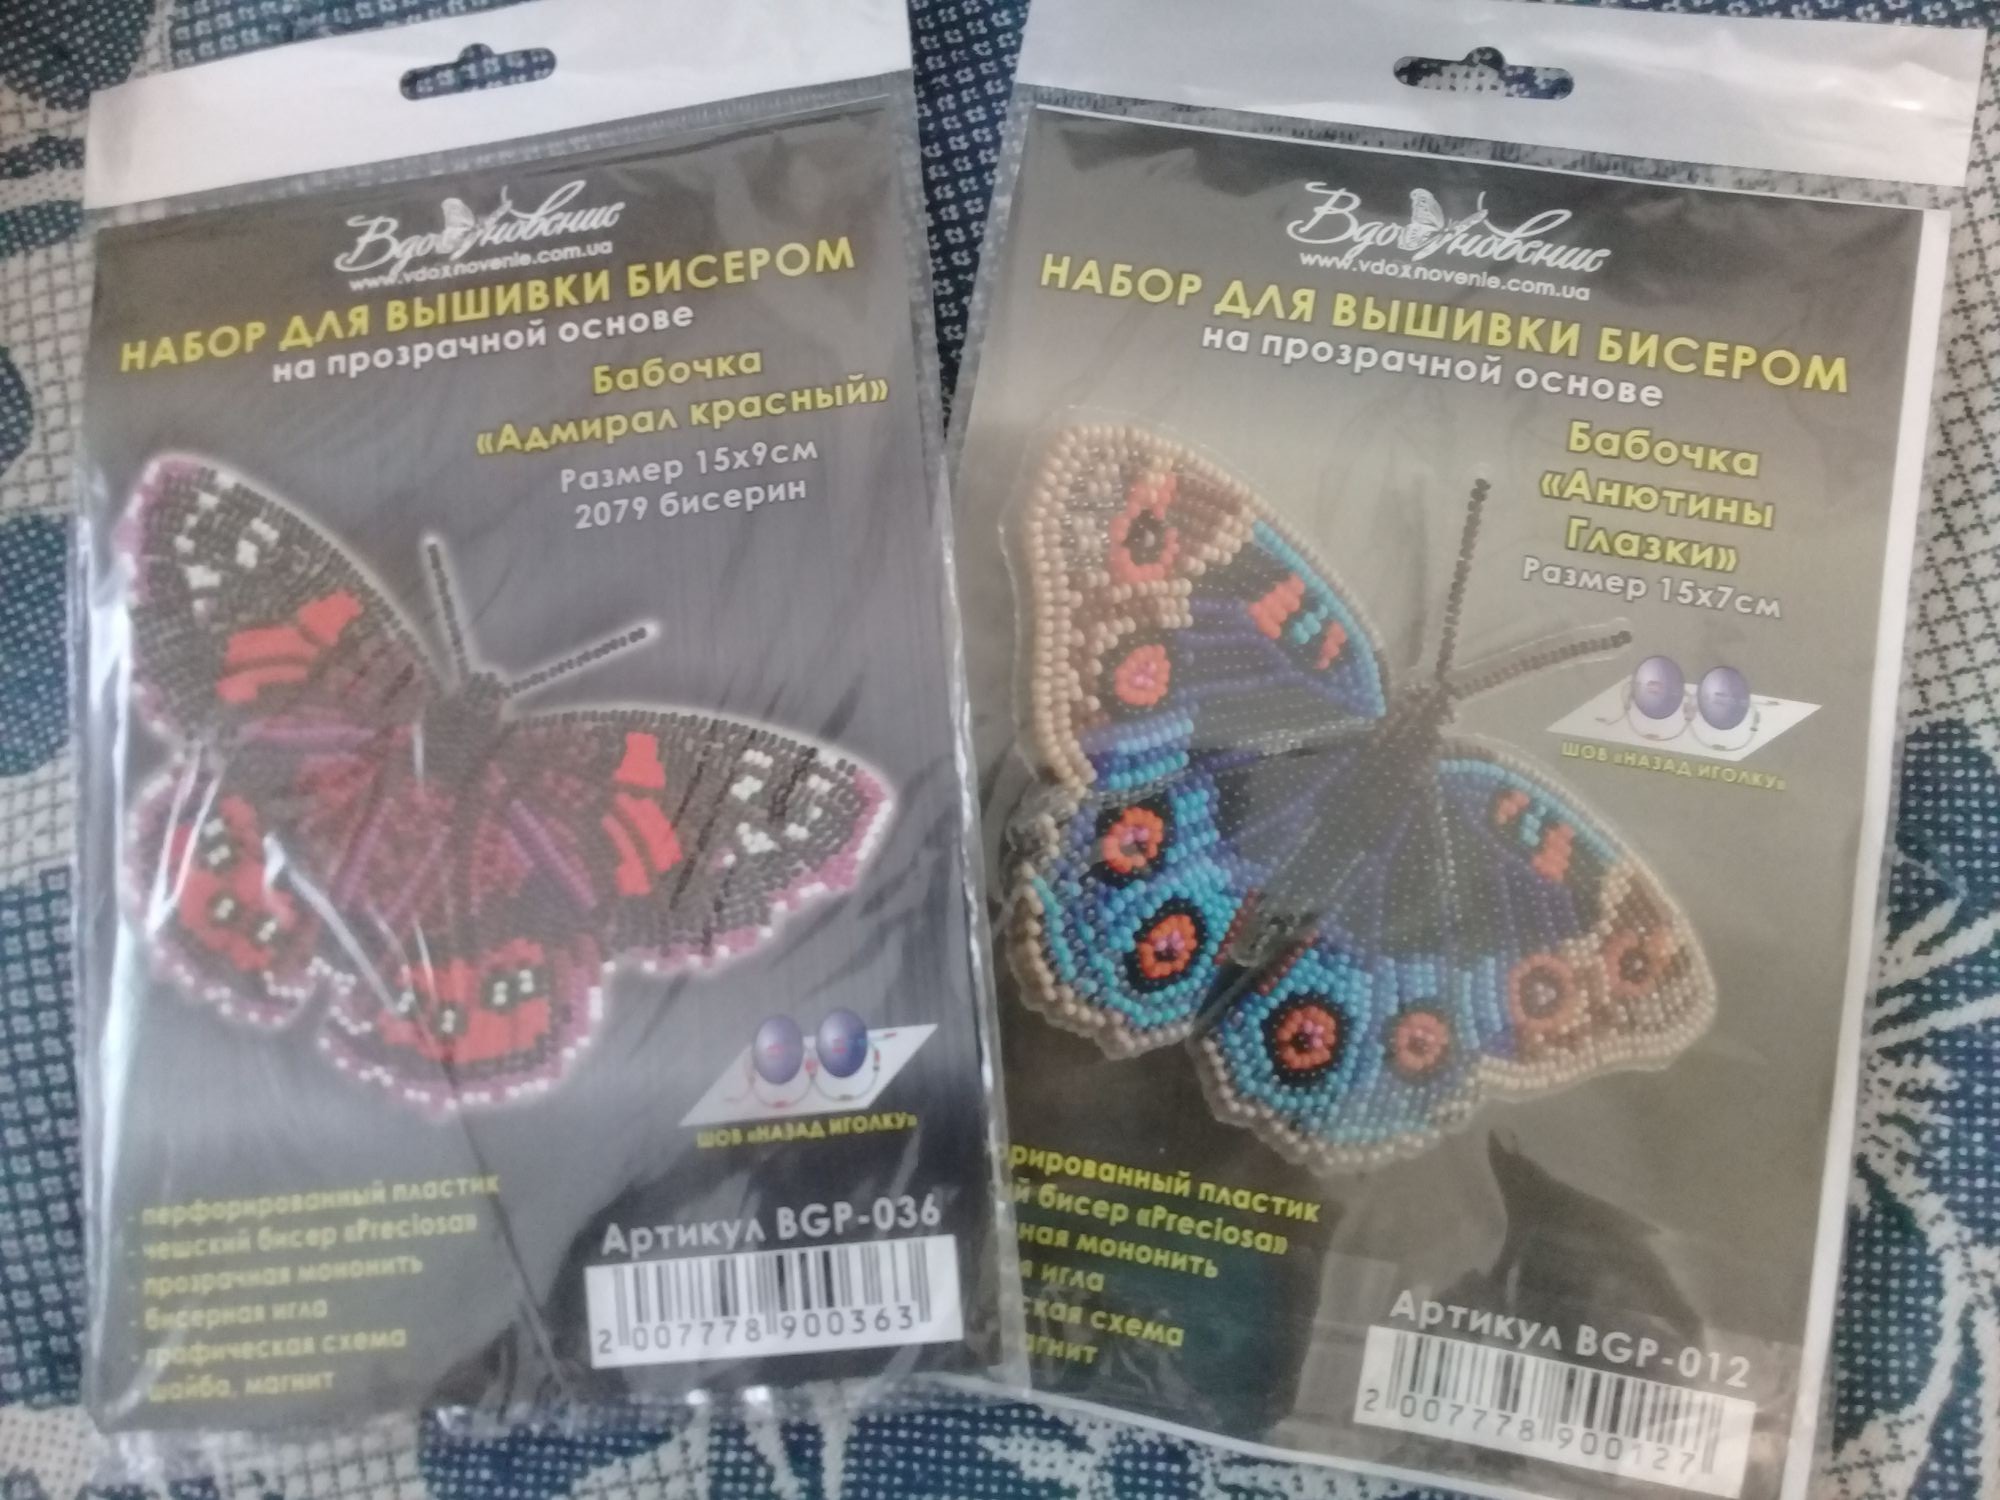 Вдохновение
www.vdoxnovenie.com.ua
НАБОР ДЛЯ ВЫШИВКИ БИСЕРОМ
на прозрачной основе
Бабочка
«Адмирал красный»
Размер 15х9см
2079 бисерин
ШОВ «НАЗАД ИГОЛКУ»
- перфорированный пластик
- чешский бисер «Preciosa»
- прозрачная мононить
- бисерная игла
- графическая схема
- шайба, магнит
Артикул BGP-036
2 007778 900363
Вдохновение
www.vdoxnovenie.com.ua
НАБОР ДЛЯ ВЫШИВКИ БИСЕРОМ
на прозрачной основе
Бабочка
«Анютины
Глазки»
Размер 15х7см
ШОВ «НАЗАД ИГОЛКУ»
орированный пластик
ий бисер «Preciosa»
ная мононить
я игла
ская схема
агнит
Артикул BGP-012
2 007778 900127